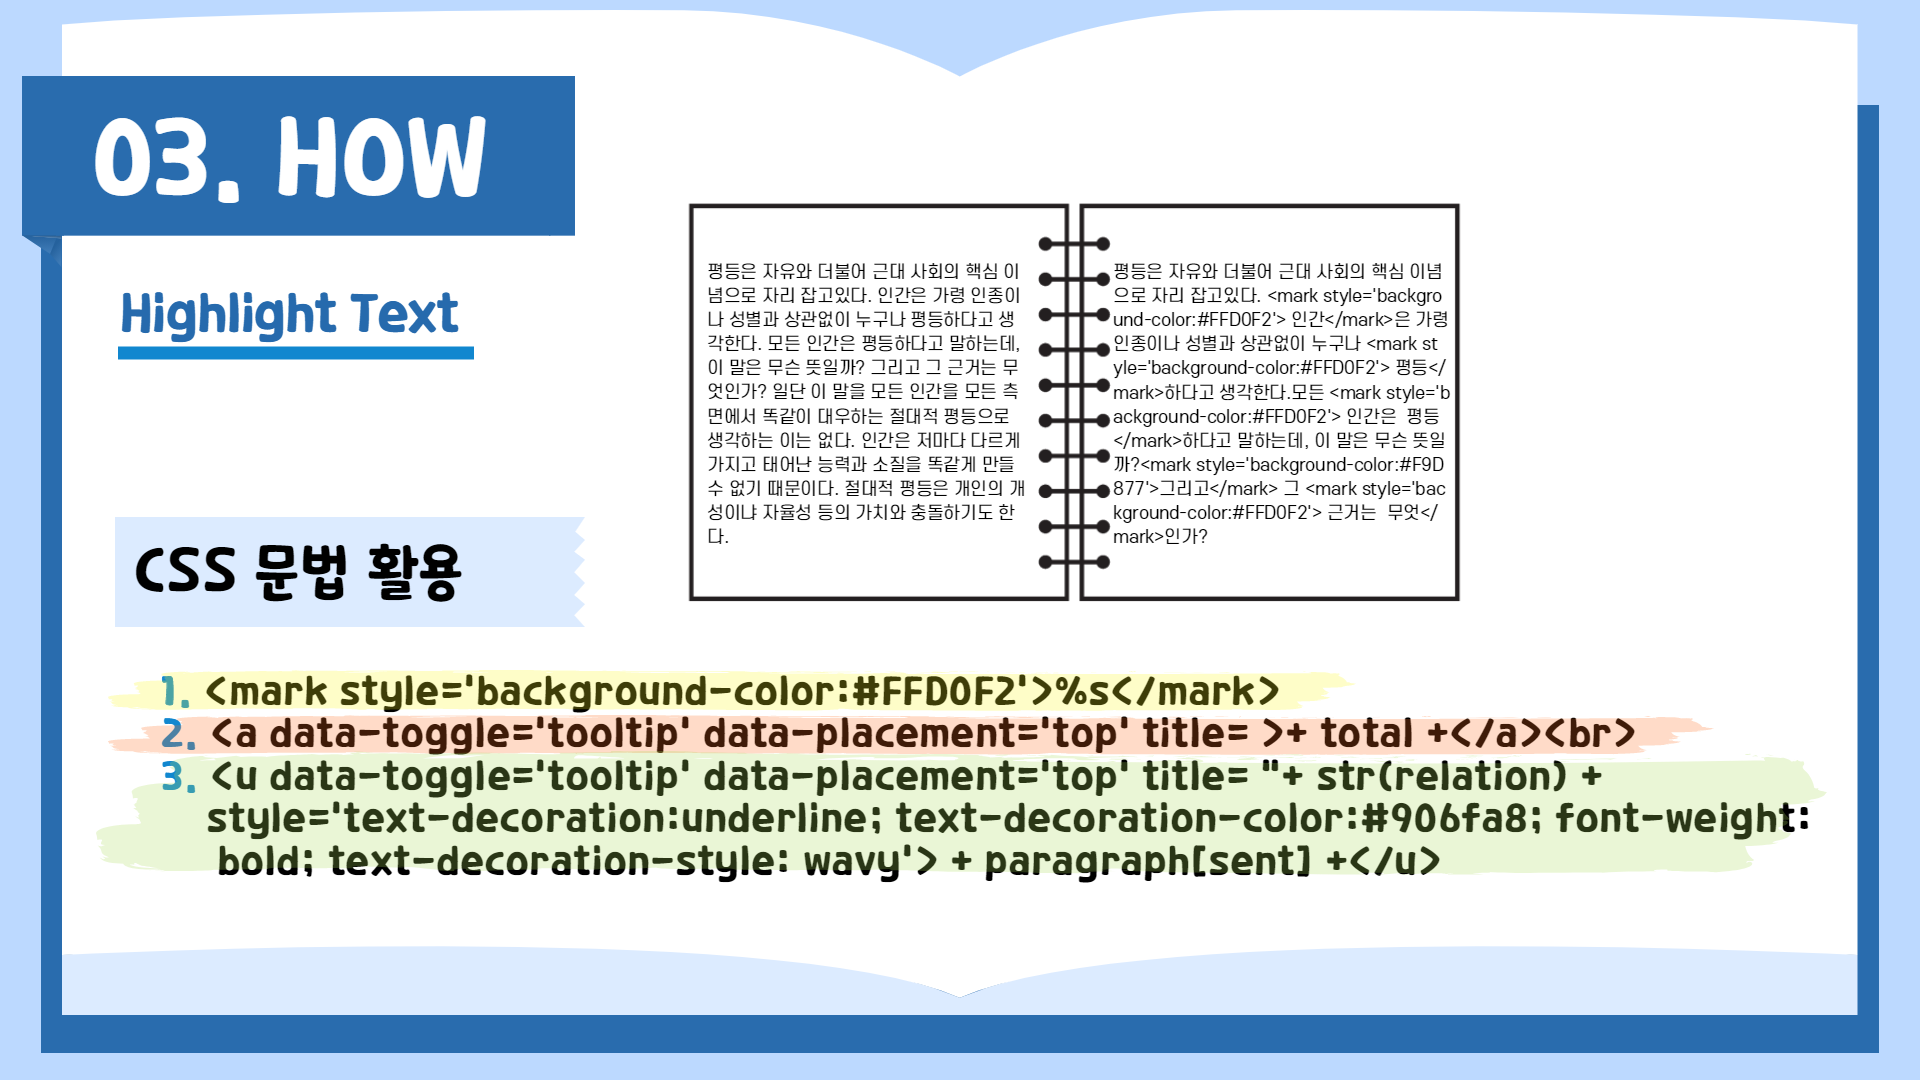 03. HOW
Highlight Text
평등은 자유와 더불어 근대 사회의 핵심 이
념으로 자리 잡고있다. 인간은 가령 인종이
나 성별과 상관없이 누구나 평등하다고 생
각한다. 모든 인간은 평등하다고 말하는데,
이 말은 무슨 뜻일까? 그리고 그 근거는 무
엇인가? 일단 이 말을 모든 인간을 모든 측
면에서 똑같이 대우하는 절대적 평등으로
생각하는 이는 없다. 인간은 저마다 다르게
가지고 태어난 능력과 소질을 똑같게 만들
수 없기 때문이다. 절대적 평등은 개인의 개
성이냐 자율성 등의 가치와 충돌하기도 한
다.
평등은 자유와 더불어 근대 사회의 핵심 이념
으로 자리 잡고있다. <mark style='backgro
und-color:#FFD0F2'> 인간</mark>은 가령
인종이나 성별과 상관없이 누구나 <mark st
yle='background-color:#FFD0F2'> 평등</
mark>하다고 생각한다.모든 <mark style='b
ackground-color:#FFD0F2'> 인간은  평등
</mark>하다고 말하는데, 이 말은 무슨 뜻일
까?<mark style='background-color:#F9D
877'>그리고</mark> 그 <mark style='bac
kground-color:#FFD0F2'> 근거는  무엇</
mark>인가?
CSS 문법 활용
1. <mark style='background-color:#FFD0F2'>%s</mark>
2. <a data-toggle='tooltip' data-placement='top' title= >+ total +</a><br>
3. <u data-toggle='tooltip' data-placement='top' title= "+ str(relation) +
style='text-decoration:underline; text-decoration-color:#906fa8; font-weight:
bold; text-decoration-style: wavy'> + paragraph[sent] +</u>